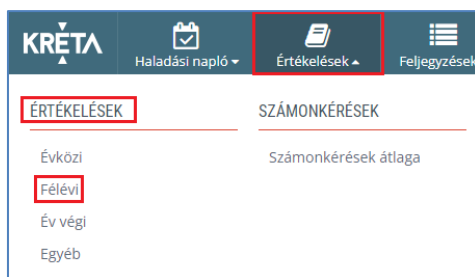 KRÉTA
Haladási napló
Értékelések
Feljegyzések
ÉRTÉKELÉSEK
Évközi
Félévi
Év végi
Egyéb
SZÁMONKÉRÉSEK
Számonkérések átlaga